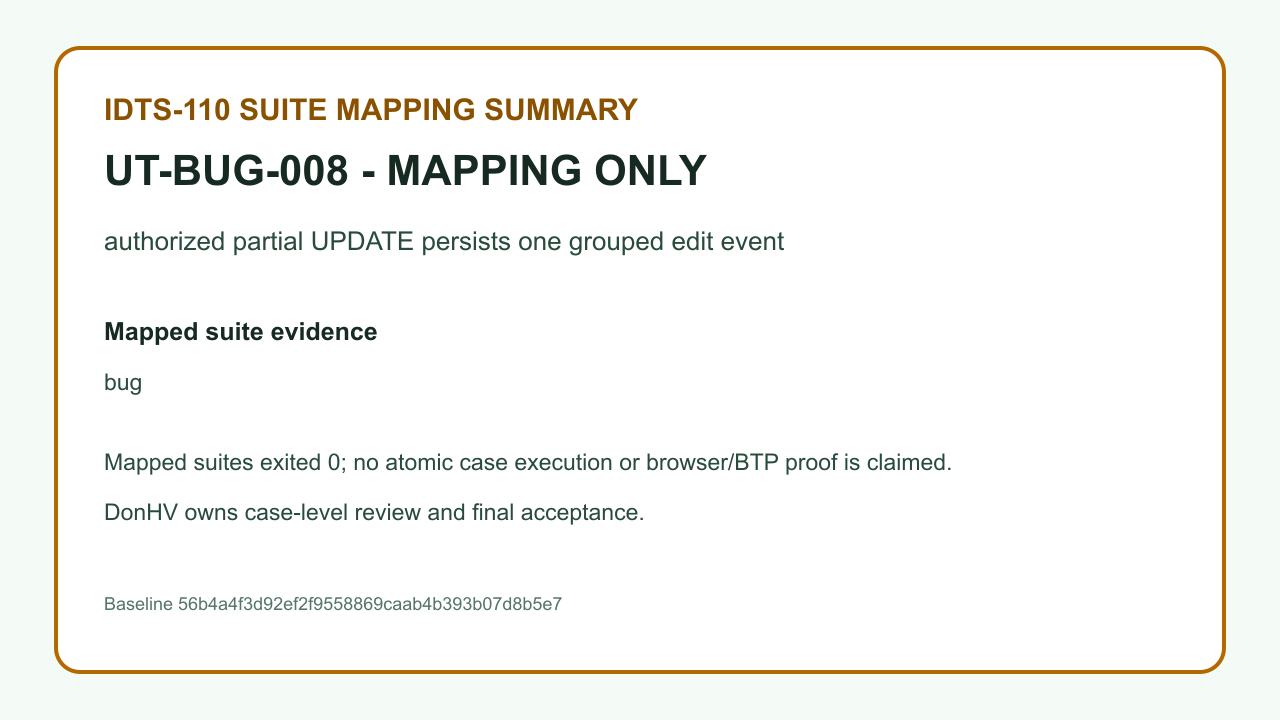 IDTS-110 SUITE MAPPING SUMMARY
UT-BUG-008 - MAPPING ONLY
authorized partial UPDATE persists one grouped edit event
Mapped suite evidence
bug
Mapped suites exited 0; no atomic case execution or browser/BTP proof is claimed.
DonHV owns case-level review and final acceptance.
Baseline 56b4a4f3d92ef2f9558869caab4b393b07d8b5e7